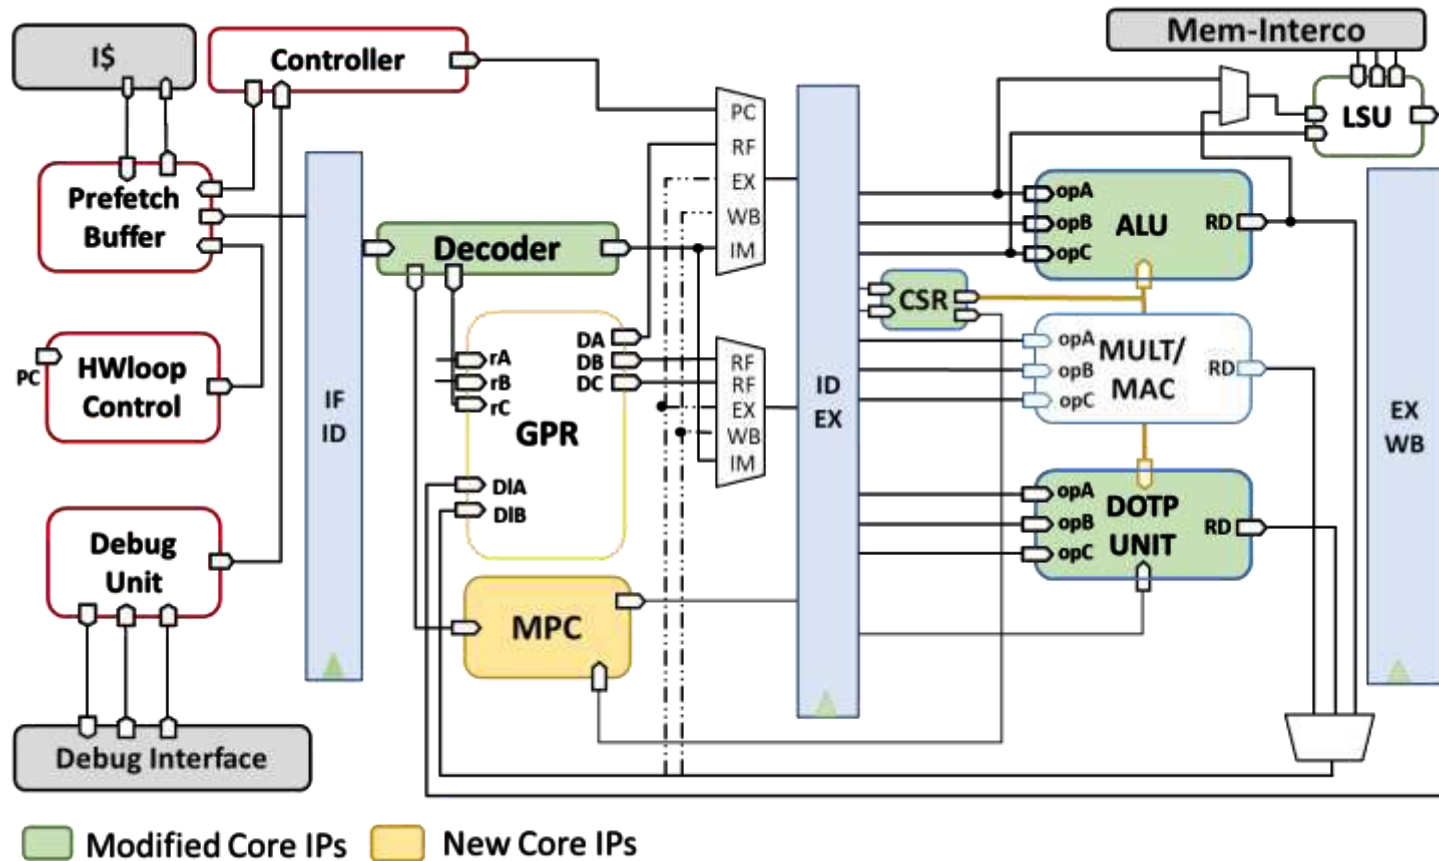 I$
Controller
Mem-Interco
LSU
Prefetch
Buffer
PC
RF
EX
WB
IM
opA
opB
opC
ALU
RD
Decoder
CSR
HWloop
Control
PC
IF
ID
rA
rB
rC
DA
DB
DC
GPR
DIA
DIB
RF
RF
EX
WB
IM
ID
EX
opA
opB
opC
MULT/
MAC
RD
EX
WB
Debug
Unit
MPC
opA
opB
opC
DOTP
UNIT
RD
Debug Interface
Modified Core IPs
New Core IPs